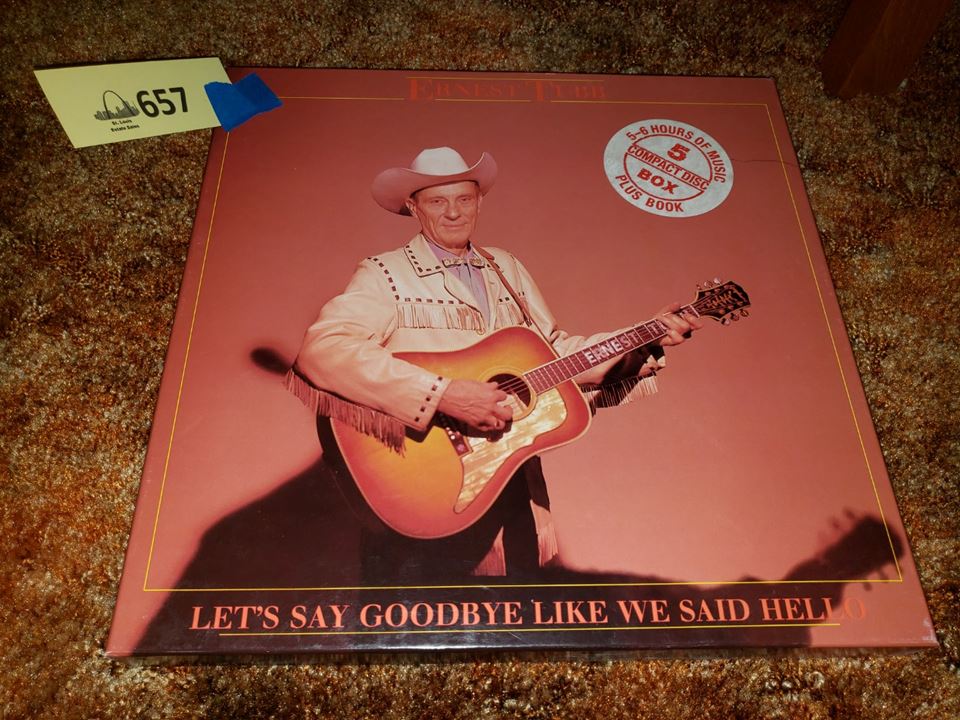 657
St. Louis
Estate Sales
ERNEST TUBB
5-6 HOURS OF MUSIC
5
COMPACT DISC
BOX
PLUS BOOK
ERNEST T
LET'S SAY GOODBYE LIKE WE SAID HELLO